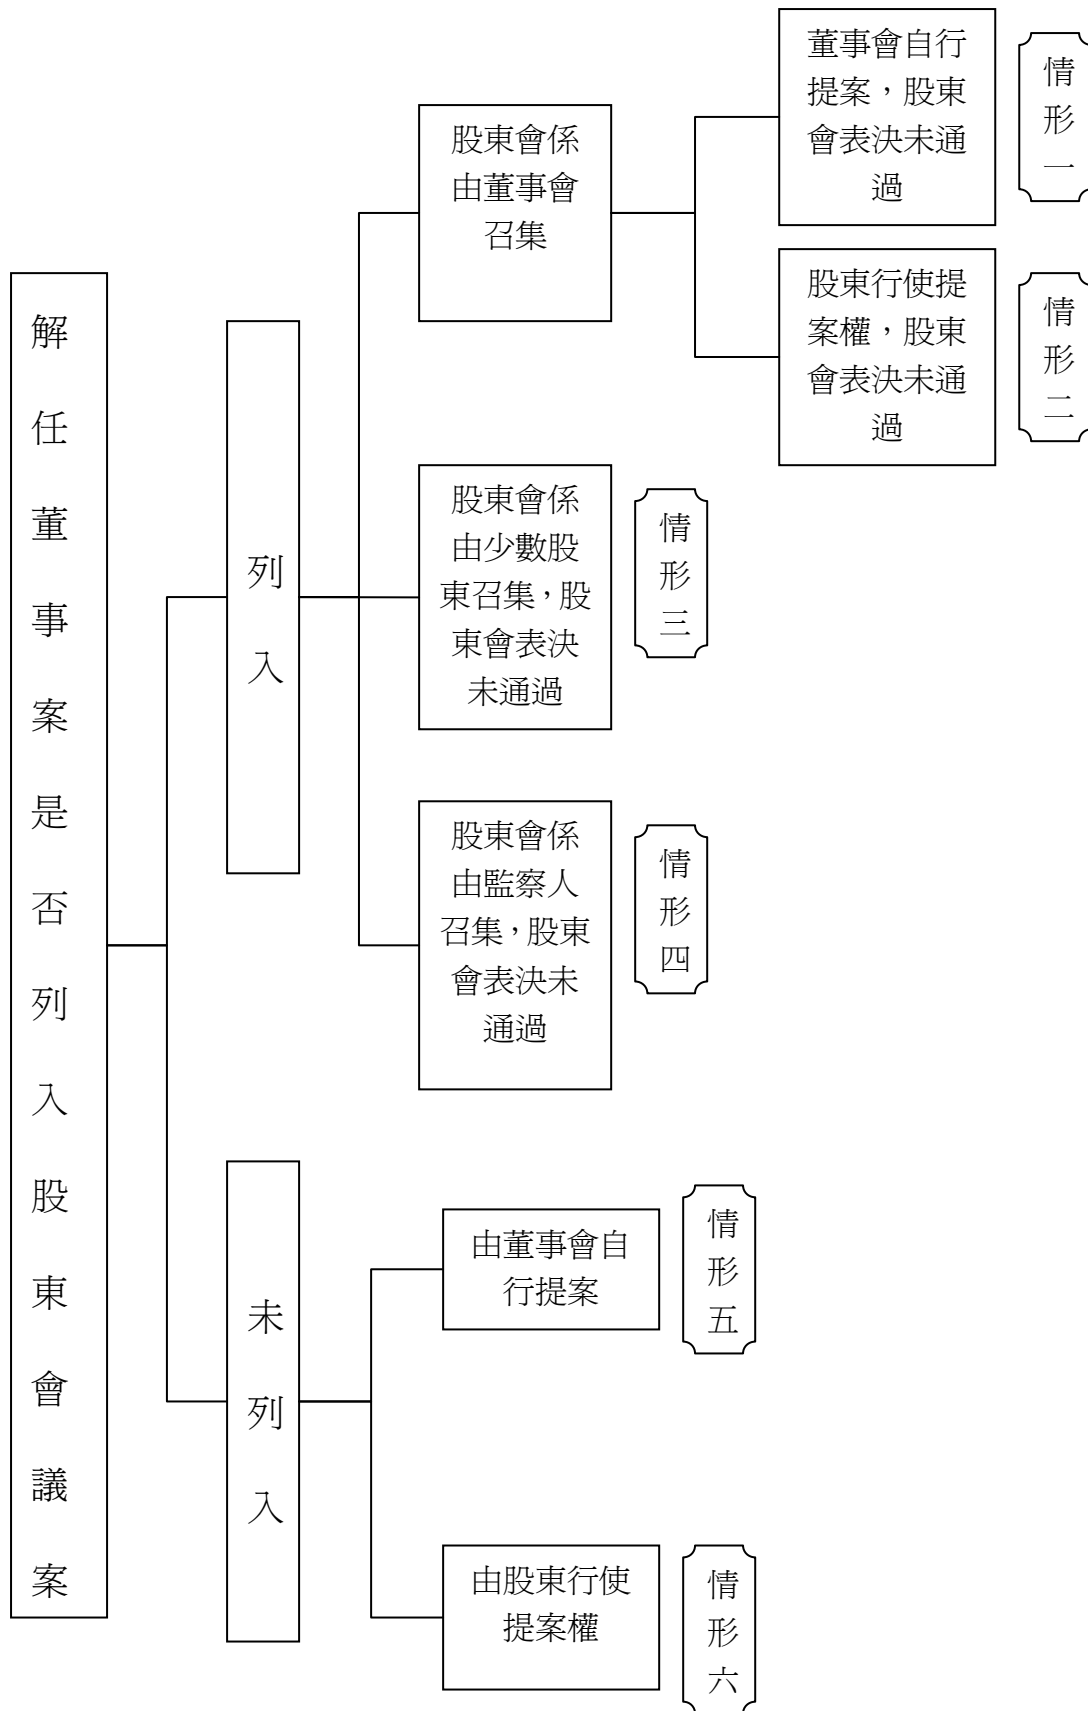 解任董事案是否列入股東會議案
列入
股東會係
由董事會
召集
董事會自行
提案，股東
會表決未通
過
情形一
股東行使提
案權，股東
會表決未通
過
情形二
股東會係
由少數股
東召集，股
東會表決
未通過
情形三
股東會係
由監察人
召集，股東
會表決未
通過
情形四
未列入
由董事會自
行提案
情形五
由股東行使
提案權
情形六